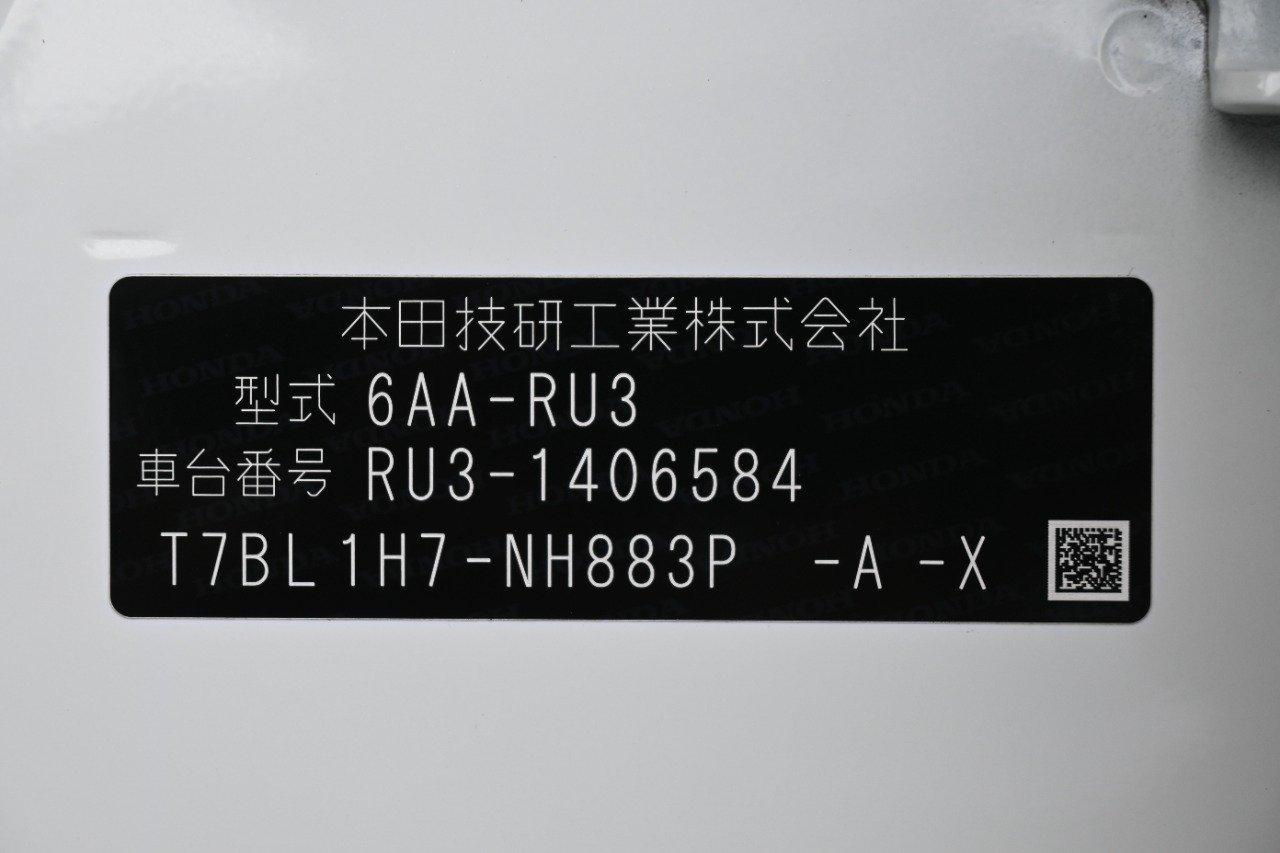 本田技研工業株式会社
型式 6AA-RU3
車台番号 RU3-1406584
T7BL1H7-NH883P -A -X